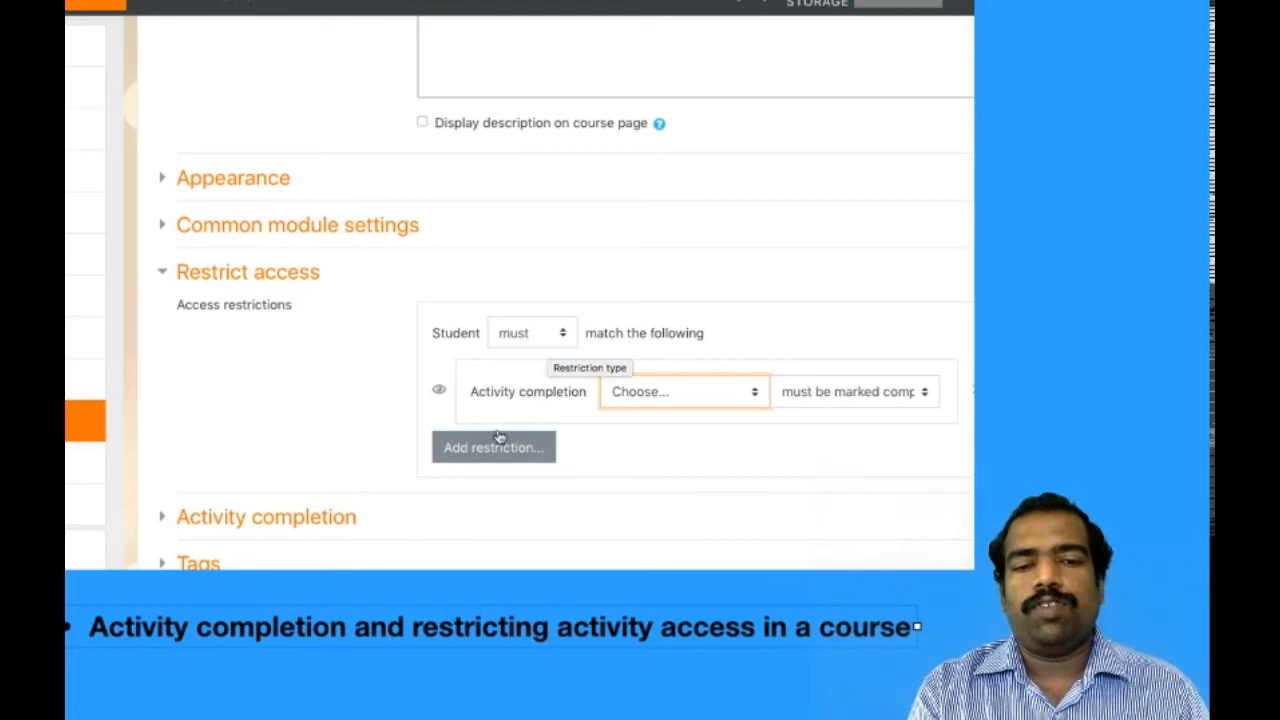 STORAGE
Display description on course page
Appearance
Common module settings
Restrict access
Access restrictions
Student must match the following
Restriction type
Activity completion Choose... must be marked comp
Add restriction...
Activity completion
Tags
• Activity completion and restricting activity access in a course